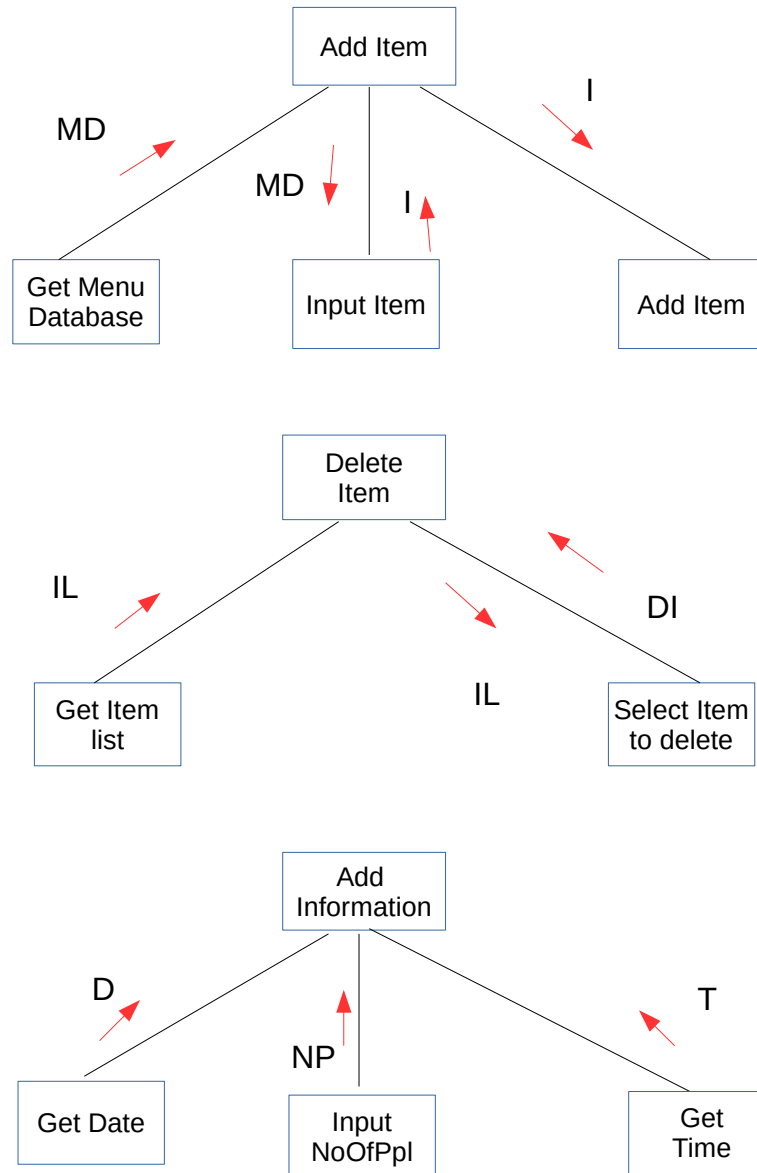 Add Item
I
MD
MD
I
Get Menu
Database
Input Item
Add Item
Delete
Item
IL
DI
IL
Get Item
list
Select Item
to delete
Add
Information
D
T
NP
Get Date
Input
NoOfPpl
Get
Time